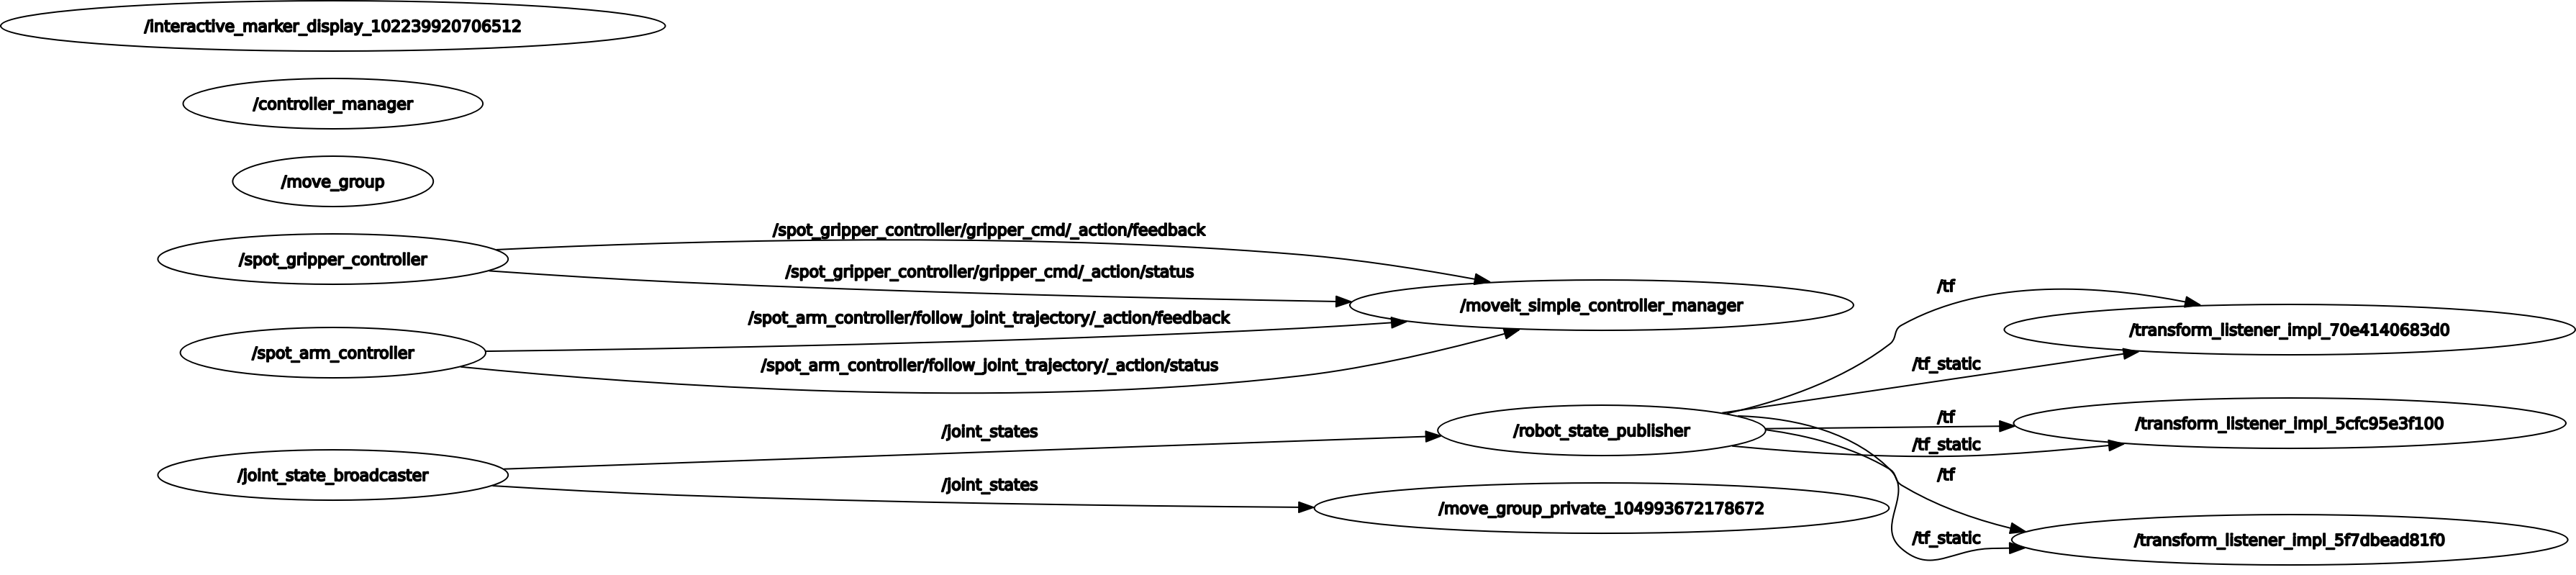 /interactive_marker_display_102239920706512
/controller_manager
/move_group
/spot_gripper_controller
/spot_gripper_controller/gripper_cmd/_action/feedback
/spot_gripper_controller/gripper_cmd/_action/status
/spot_arm_controller
/spot_arm_controller/follow_joint_trajectory/_action/feedback
/spot_arm_controller/follow_joint_trajectory/_action/status
/moveit_simple_controller_manager
/joint_state_broadcaster
/joint_states
/joint_states
/robot_state_publisher
/move_group_private_104993672178672
/tf
/tf_static
/tf
/tf_static
/tf
/tf_static
/transform_listener_impl_70e4140683d0
/transform_listener_impl_5cfc95e3f100
/transform_listener_impl_5f7dbead81f0